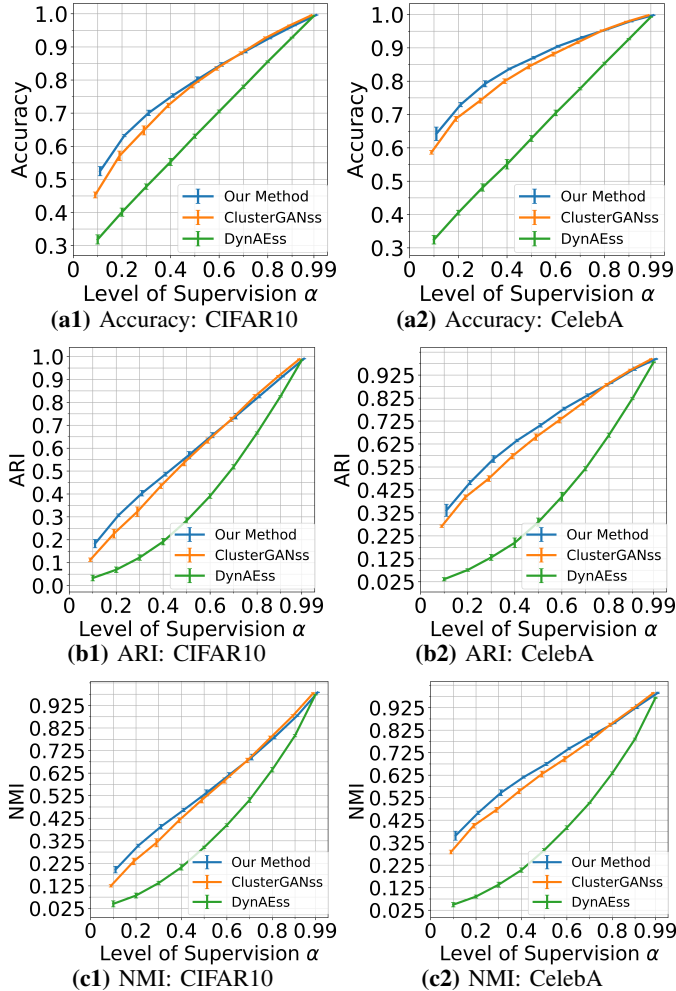 1.0
0.9
0.8
0.7
0.6
0.5
0.4
0.3
Accuracy
Our Method
ClusterGANss
DynAEss
0 0.2 0.4 0.6 0.8 0.99
Level of Supervision α
(a1) Accuracy: CIFAR10
1.0
0.9
0.8
0.7
0.6
0.5
0.4
0.3
Accuracy
Our Method
ClusterGANss
DynAEss
0 0.2 0.4 0.6 0.8 0.99
Level of Supervision α
(a2) Accuracy: CelebA
1.0
0.9
0.8
0.7
0.6
0.5
0.4
0.3
0.2
0.1
0.0
ARI
Our Method
ClusterGANss
DynAEss
0 0.2 0.4 0.6 0.8 0.99
Level of Supervision α
(b1) ARI: CIFAR10
0.925
0.825
0.725
0.625
0.525
0.425
0.325
0.225
0.125
0.025
ARI
Our Method
ClusterGANss
DynAEss
0 0.2 0.4 0.6 0.8 0.99
Level of Supervision α
(b2) ARI: CelebA
0.925
0.825
0.725
0.625
0.525
0.425
0.325
0.225
0.125
0.025
NMI
Our Method
ClusterGANss
DynAEss
0 0.2 0.4 0.6 0.8 0.99
Level of Supervision α
(c1) NMI: CIFAR10
0.925
0.825
0.725
0.625
0.525
0.425
0.325
0.225
0.125
0.025
NMI
Our Method
ClusterGANss
DynAEss
0 0.2 0.4 0.6 0.8 0.99
Level of Supervision α
(c2) NMI: CelebA